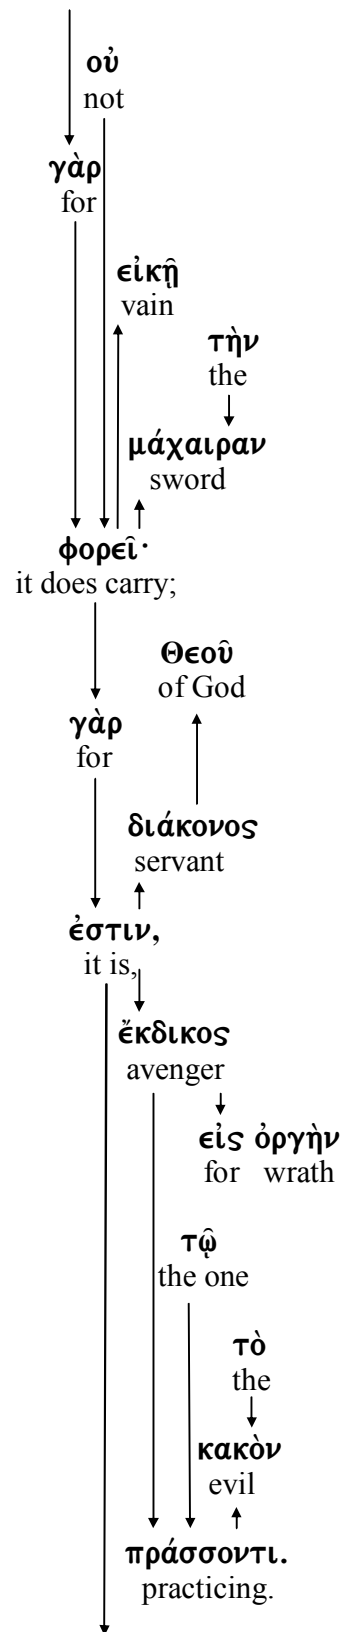 οὐ
not
γὰρ
for
εἰκῇ
vain
τὴν
the
μάχαιραν
sword
φορεῖ·
it does carry;
Θεοῦ
of God
γὰρ
for
διάκονος
servant
ἐστιν,
it is,
ἔκδικος
avenger
εἰς ὀργὴν
for wrath
τῷ
the one
τὸ
the
κακὸν
evil
πράσσοντι.
practicing.